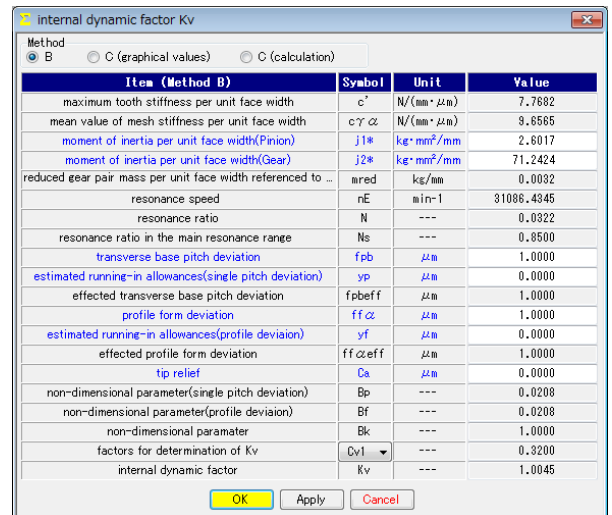 internal dynamic factor Kv
Method
B C (graphical values) C (calculation)
Item (Method B) Symbol Unit Value
maximum tooth stiffness per unit face width c' N/(mm・μm) 7.7682
mean value of mesh stiffness per unit face width cγα N/(mm・μm) 9.6565
moment of inertia per unit face width(Pinion) j1* kg・mm²/mm 2.6017
moment of inertia per unit face width(Gear) j2* kg・mm²/mm 71.2424
reduced gear pair mass per unit face width referenced to ... mred kg/mm 0.0032
resonance speed nE min-1 31086.4345
resonance ratio N --- 0.0322
resonance ratio in the main resonance range Ns --- 0.8500
transverse base pitch deviation fpb μm 1.0000
estimated running-in allowances(single pitch deviation) yp μm 0.0000
effected transverse base pitch deviation fpbeff μm 1.0000
profile form deviation ffα μm 1.0000
estimated running-in allowances(profile deviaion) yf μm 0.0000
effected profile form deviation ffαeff μm 1.0000
tip relief Ca μm 0.0000
non-dimensional parameter(single pitch deviation) Bp --- 0.0208
non-dimensional parameter(profile deviaion) Bf --- 0.0208
non-dimensional paramater Bk --- 1.0000
factors for determination of Kv Cv1 --- 0.3200
internal dynamic factor Kv --- 1.0045
OK Apply Cancel